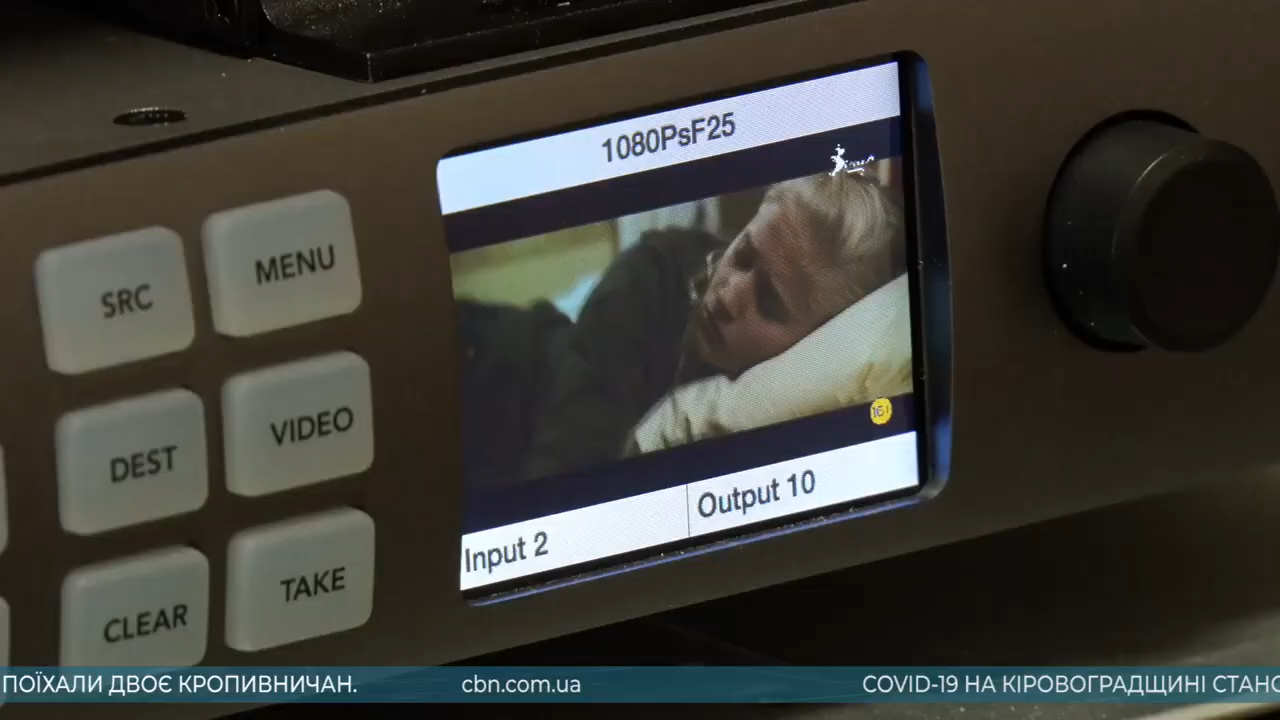 1080PsF25
SRC
MENU
16+
DEST
VIDEO
Input 2
Output 10
CLEAR
TAKE
ПОЇХАЛИ ДВОЄ КРОПИВНИЧАН.
cbn.com.ua
COVID-19 НА КІРОВОГРАДЩИНІ